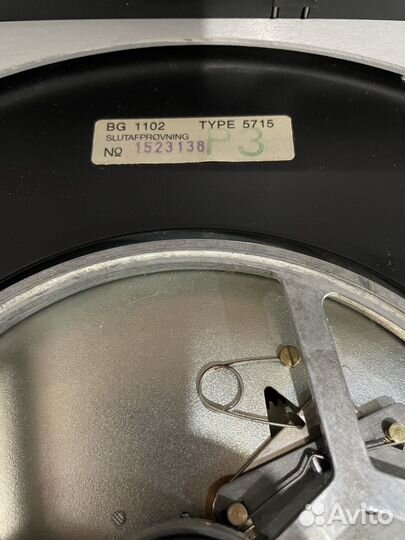 BG 1102 TYPE 5715
SLUTAFPRØVNING
No 1523138 P3
Avito